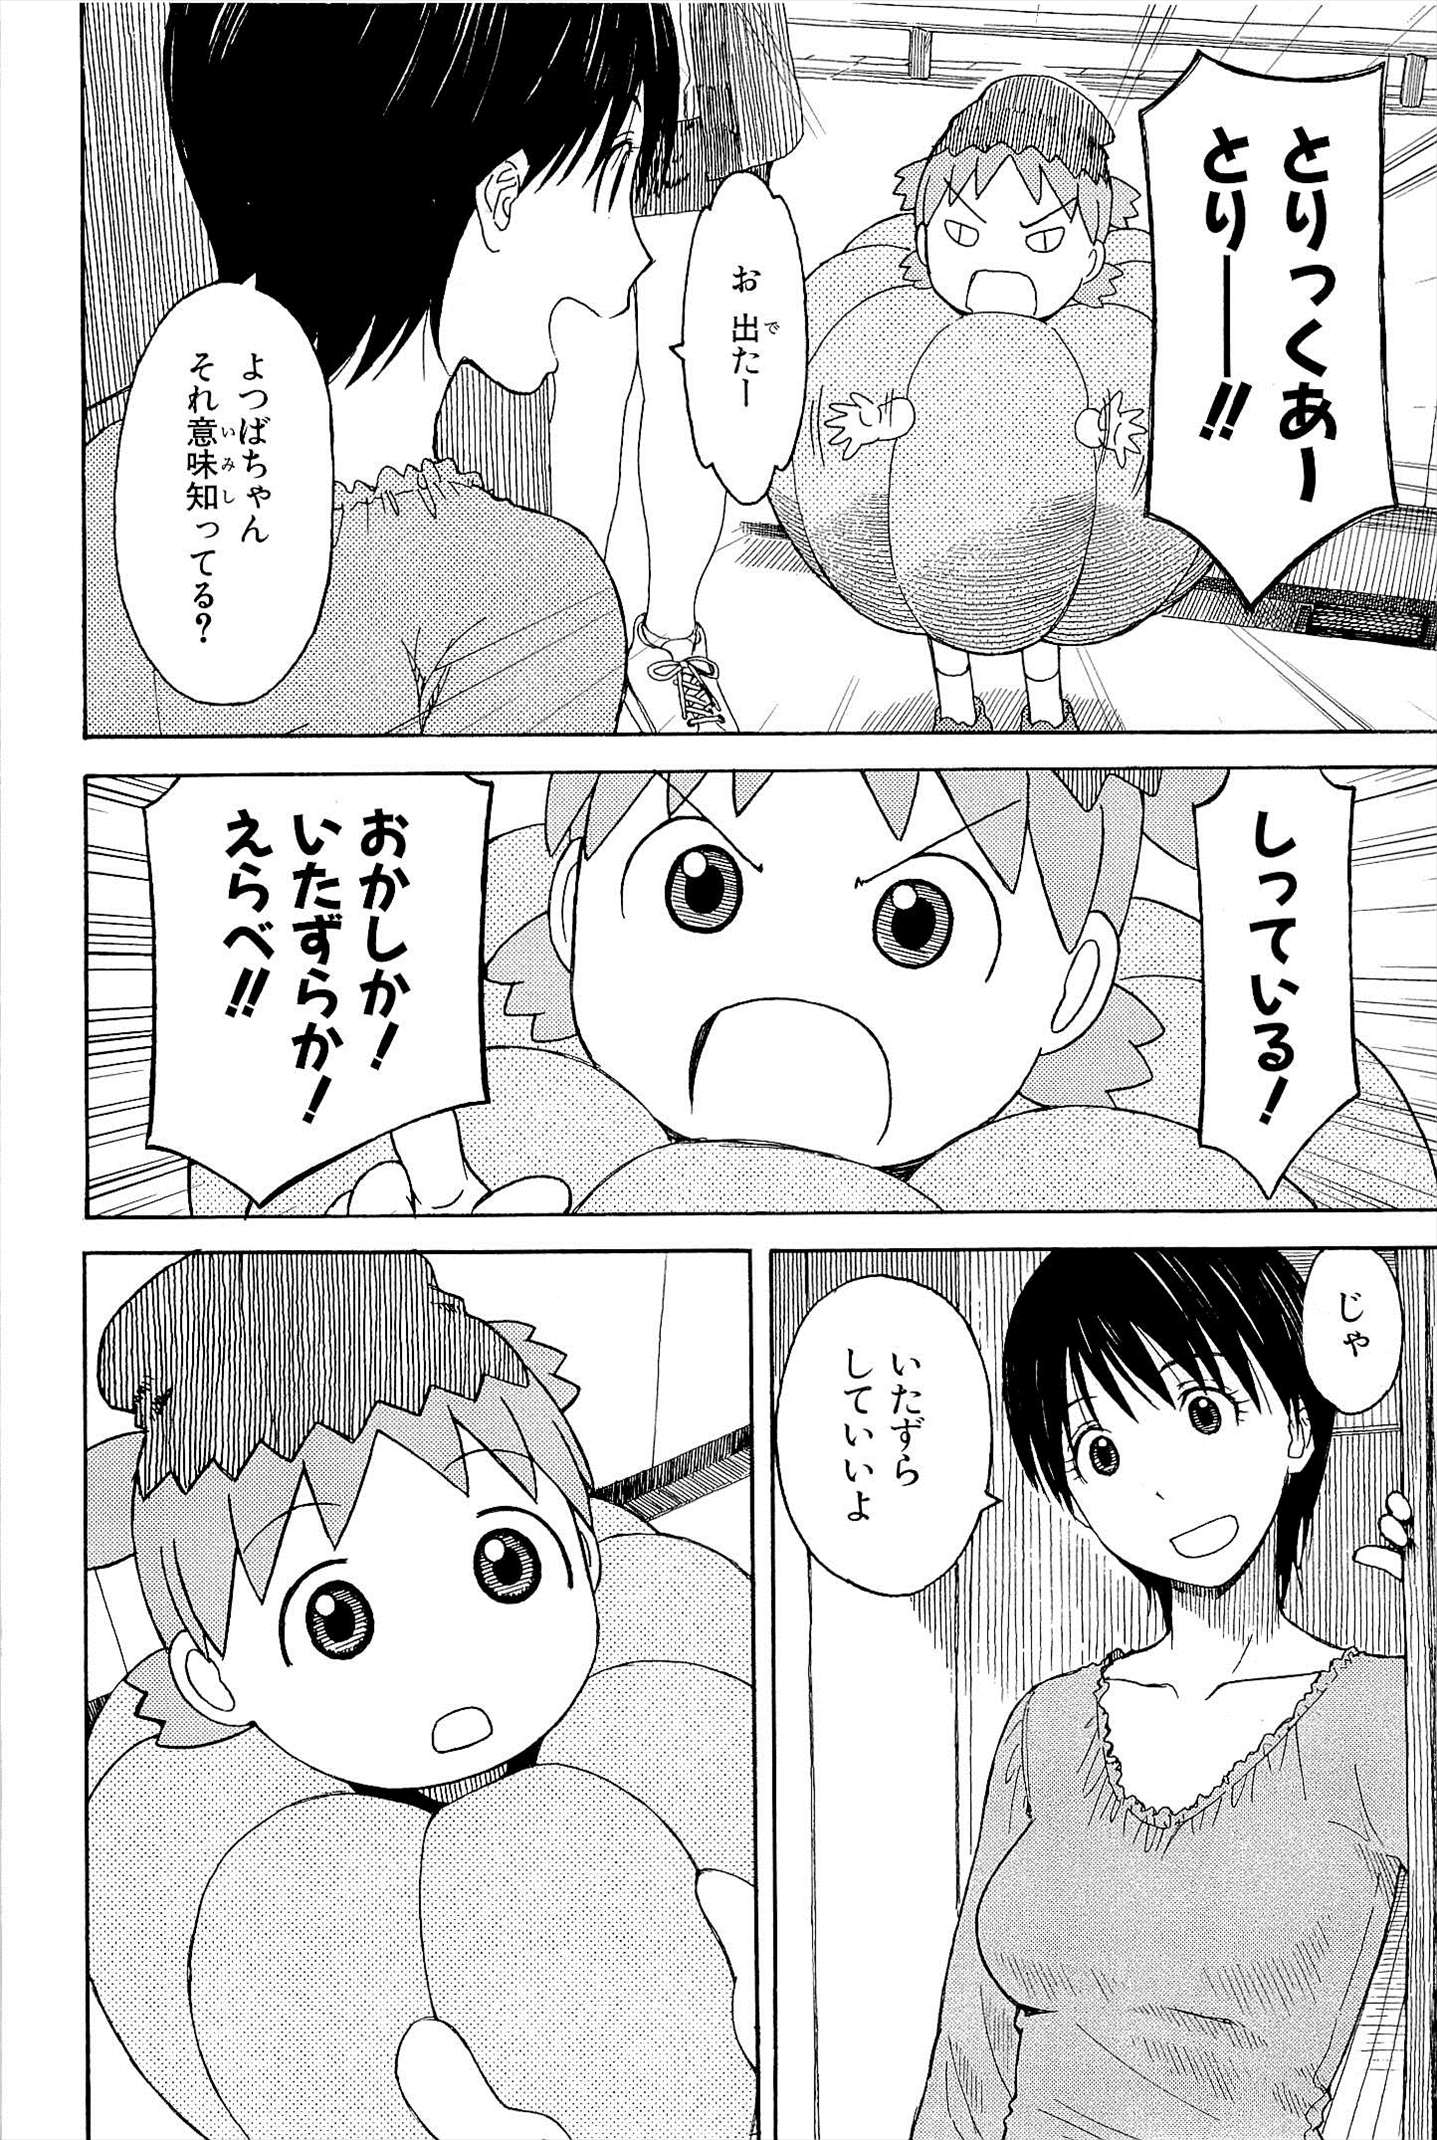 とりっくあー
とりー――!!
お出たー
よつばちゃん
それ意味知ってる?
しっている!
おかしか!
いたずらか!
えらべ!!
じゃ
いたずら
していいよ